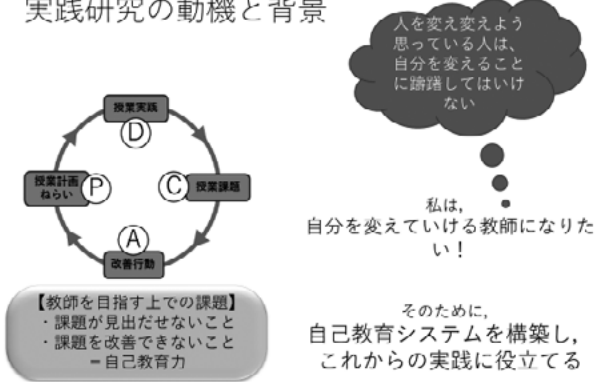 実践研究の動機と背景
人を変え変えよう
思っている人は、
自分を変えること
に躊躇してはいけ
ない
授業実践
D
授業計画
ねらい
P
C
授業課題
A
改善行動
私は,
自分を変えていける教師になりた
い！
【教師を目指す上での課題】
・課題が見出だせないこと
・課題を改善できないこと
＝自己教育力
そのために,
自己教育システムを構築し,
これからの実践に役立てる